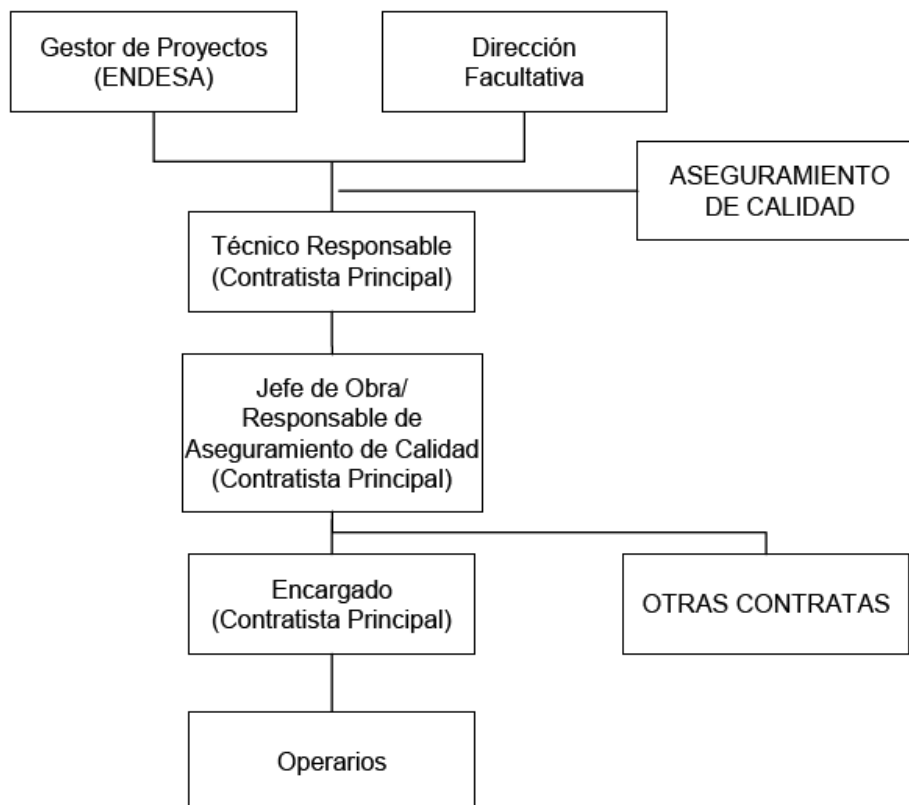 Gestor de Proyectos
(ENDESA)
Dirección
Facultativa
ASEGURAMIENTO
DE CALIDAD
Técnico Responsable
(Contratista Principal)
Jefe de Obra/
Responsable de
Aseguramiento de Calidad
(Contratista Principal)
Encargado
(Contratista Principal)
OTRAS CONTRATAS
Operarios